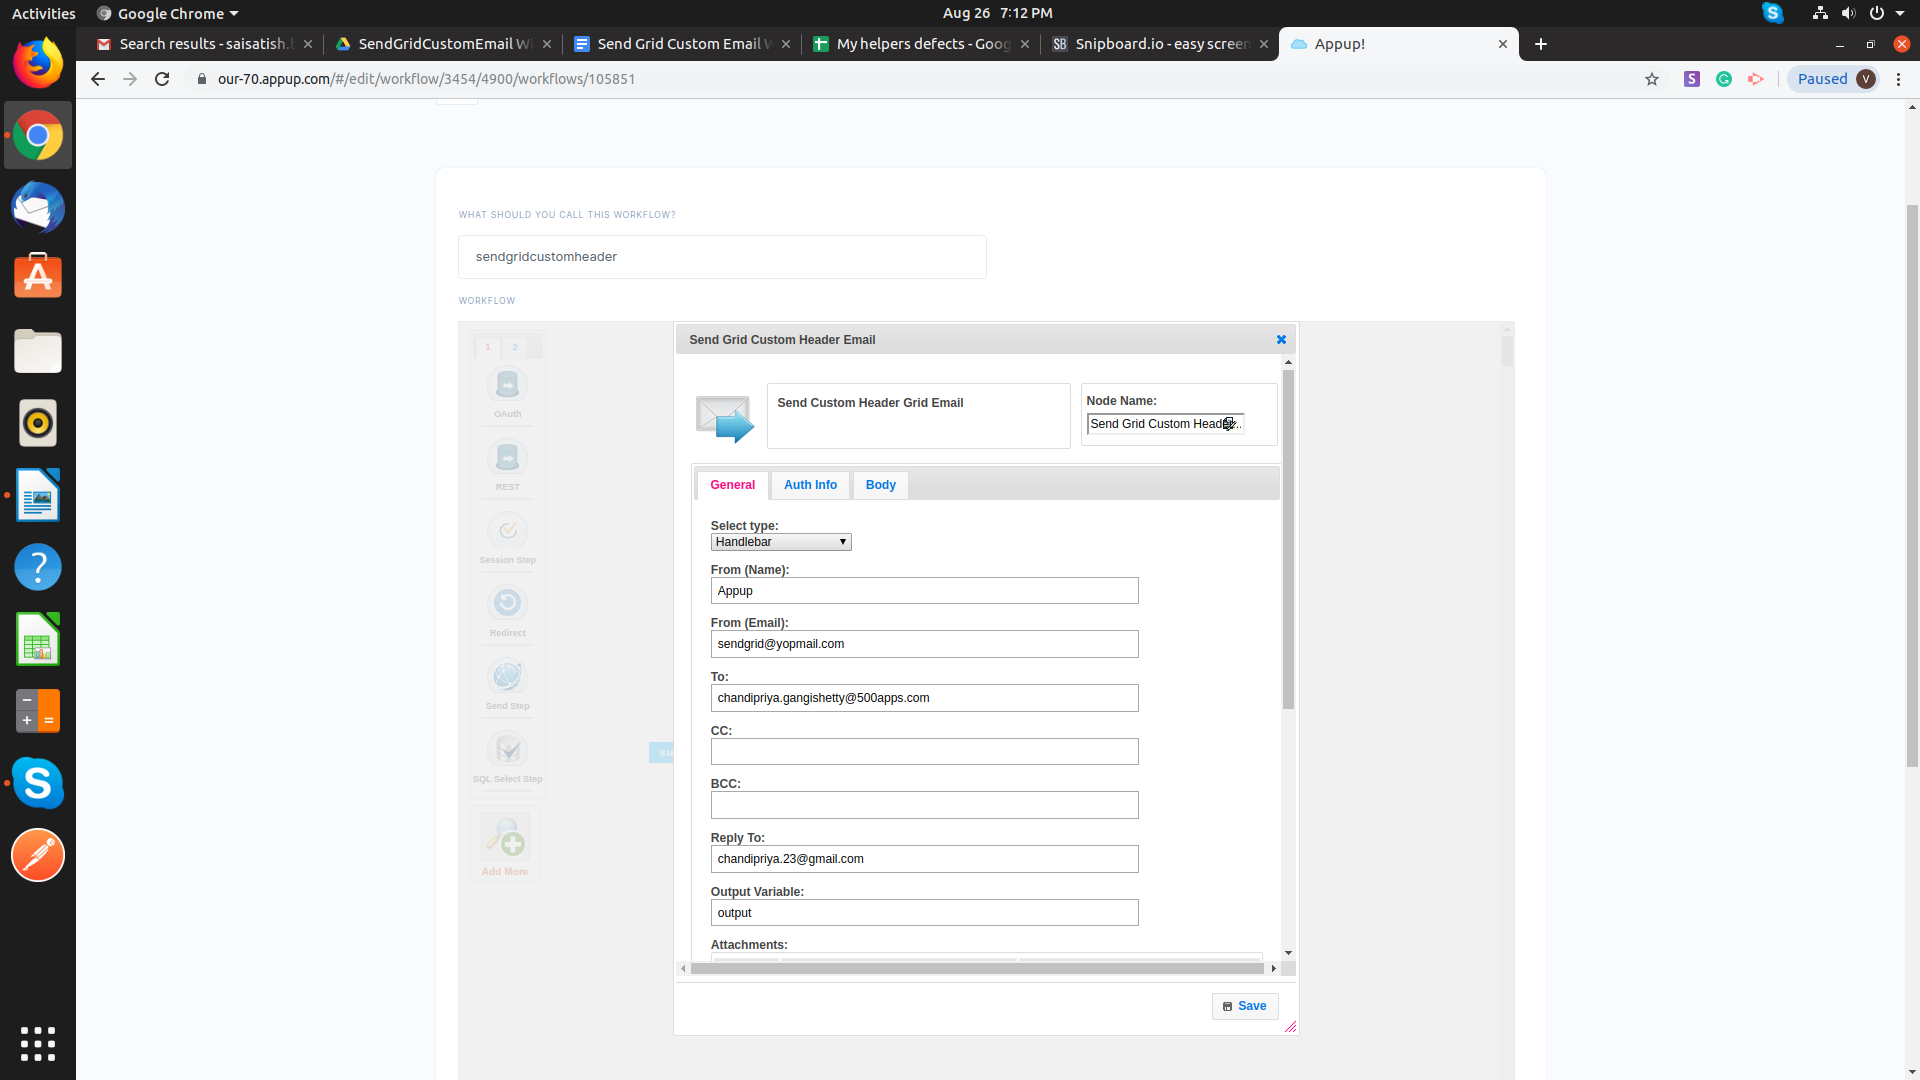 Activities
Google Chrome
Aug 26 7:12 PM
Search results - saisatish.
SendGridCustomEmail W
Send Grid Custom Email
My helpers defects - Goog
SB Snipboard.io - easy screen
Appup!
our-70.appup.com/#/edit/workflow/3454/4900/workflows/105851
S
G
Paused
V
WHAT SHOULD YOU CALL THIS WORKFLOW?
sendgridcustomheader
WORKFLOW
1 2
OAuth
REST
Session Step
Redirect
Send Step
SQL Select Step
Add More
SU
Send Grid Custom Header Email
Send Custom Header Grid Email
Node Name:
Send Grid Custom Header..
General
Auth Info
Body
Select type:
Handlebar
From (Name):
Appup
From (Email):
sendgrid@yopmail.com
To:
chandipriya.gangishetty@500apps.com
CC:
BCC:
Reply To:
chandipriya.23@gmail.com
Output Variable:
output
Attachments:
Save